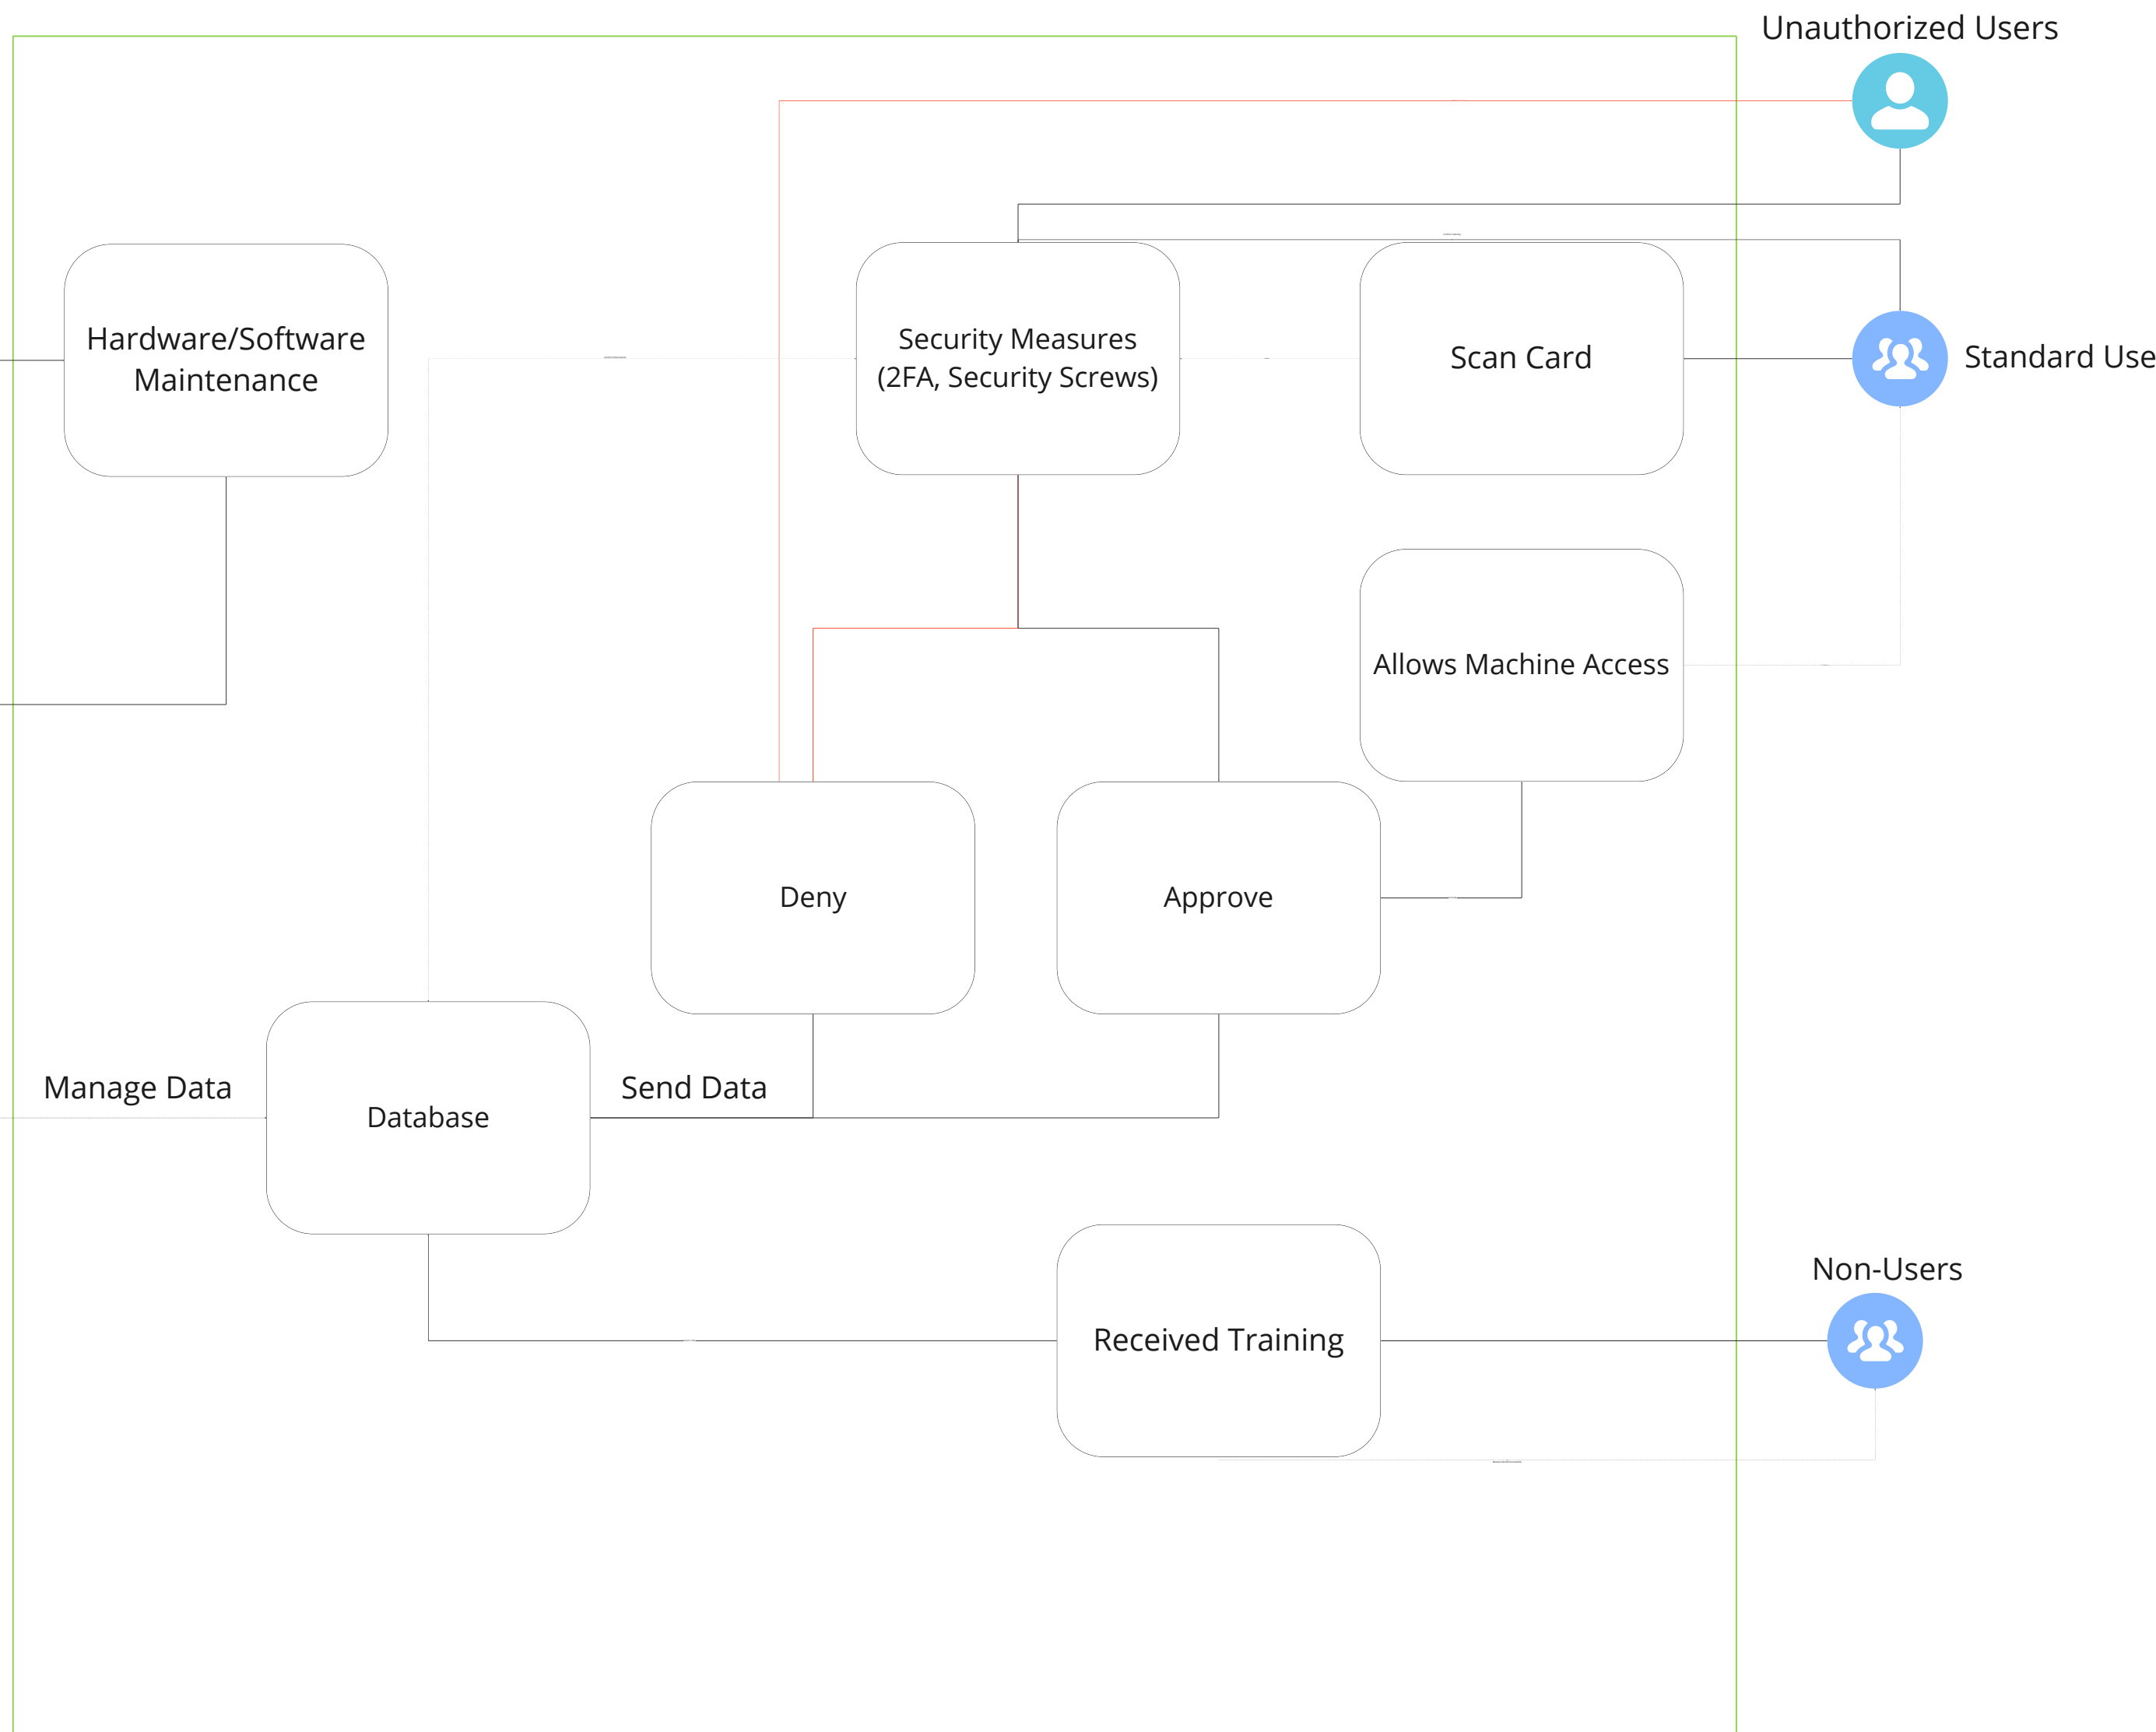 Unauthorized Users
Hardware/Software
Maintenance
Security Measures
(2FA, Security Screws)
Scan Card
Standard Use
Allows Machine Access
Deny
Approve
Manage Data
Database
Send Data
Received Training
Non-Users